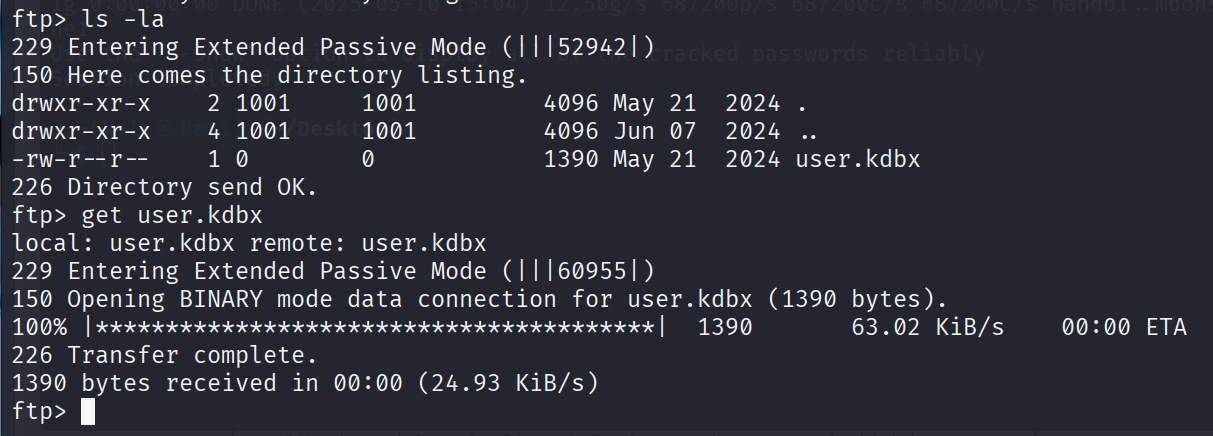 ftp> ls -la
229 Entering Extended Passive Mode (|||52942|)
150 Here comes the directory listing.
drwxr-xr-x    2 1001     1001         4096 May 21  2024 .
drwxr-xr-x    4 1001     1001         4096 Jun 07  2024 ..
-rw-r--r--    1 0        0            1390 May 21  2024 user.kdbx
226 Directory send OK.
ftp> get user.kdbx
local: user.kdbx remote: user.kdbx
229 Entering Extended Passive Mode (|||60955|)
150 Opening BINARY mode data connection for user.kdbx (1390 bytes).
100% |*****************************************|  1390       63.02 KiB/s    00:00 ETA
226 Transfer complete.
1390 bytes received in 00:00 (24.93 KiB/s)
ftp>